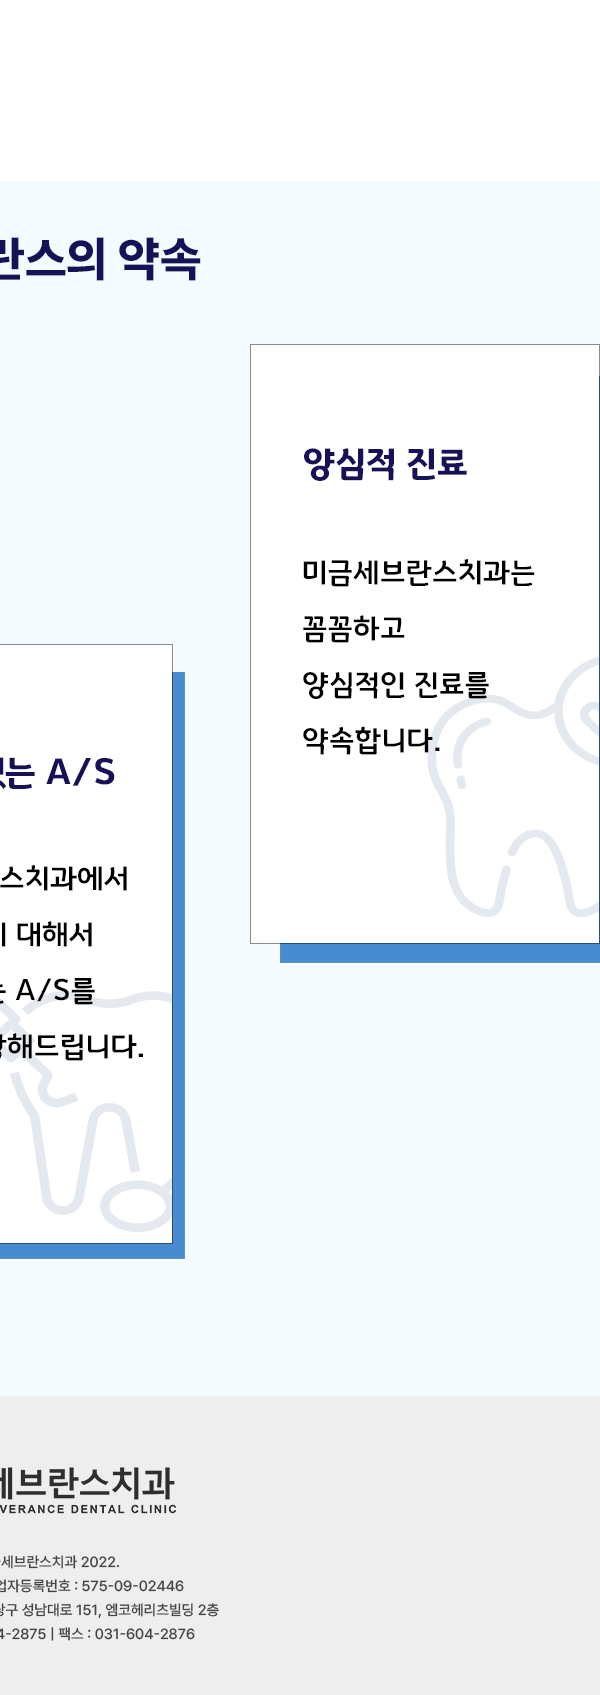 란스의 약속
양심적 진료
미금세브란스치과는
꼼꼼하고
양심적인 진료를
약속합니다.
있는 A/S
스치과에서
대해서
는 A/S를
장해드립니다.
세브란스치과
VERANCE DENTAL CLINIC
세브란스치과 2022.
업자등록번호 : 575-09-02446
당구 성남대로 151, 엠코헤리츠빌딩 2층
4-2875 | 팩스 : 031-604-2876